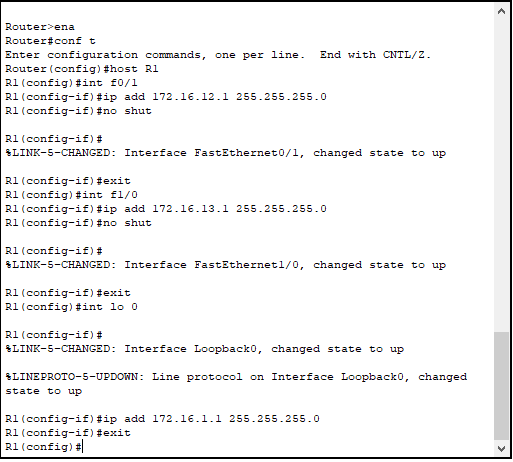 Router>ena
Router#conf t
Enter configuration commands, one per line.  End with CNTL/Z.
Router(config)#host R1
R1(config)#int f0/1
R1(config-if)#ip add 172.16.12.1 255.255.255.0
R1(config-if)#no shut
R1(config-if)#
%LINK-5-CHANGED: Interface FastEthernet0/1, changed state to up
R1(config-if)#exit
R1(config)#int f1/0
R1(config-if)#ip add 172.16.13.1 255.255.255.0
R1(config-if)#no shut
R1(config-if)#
%LINK-5-CHANGED: Interface FastEthernet1/0, changed state to up
R1(config-if)#exit
R1(config)#int lo 0
R1(config-if)#
%LINK-5-CHANGED: Interface Loopback0, changed state to up
%LINEPROTO-5-UPDOWN: Line protocol on Interface Loopback0, changed
state to up
R1(config-if)#ip add 172.16.1.1 255.255.255.0
R1(config-if)#exit
R1(config)#